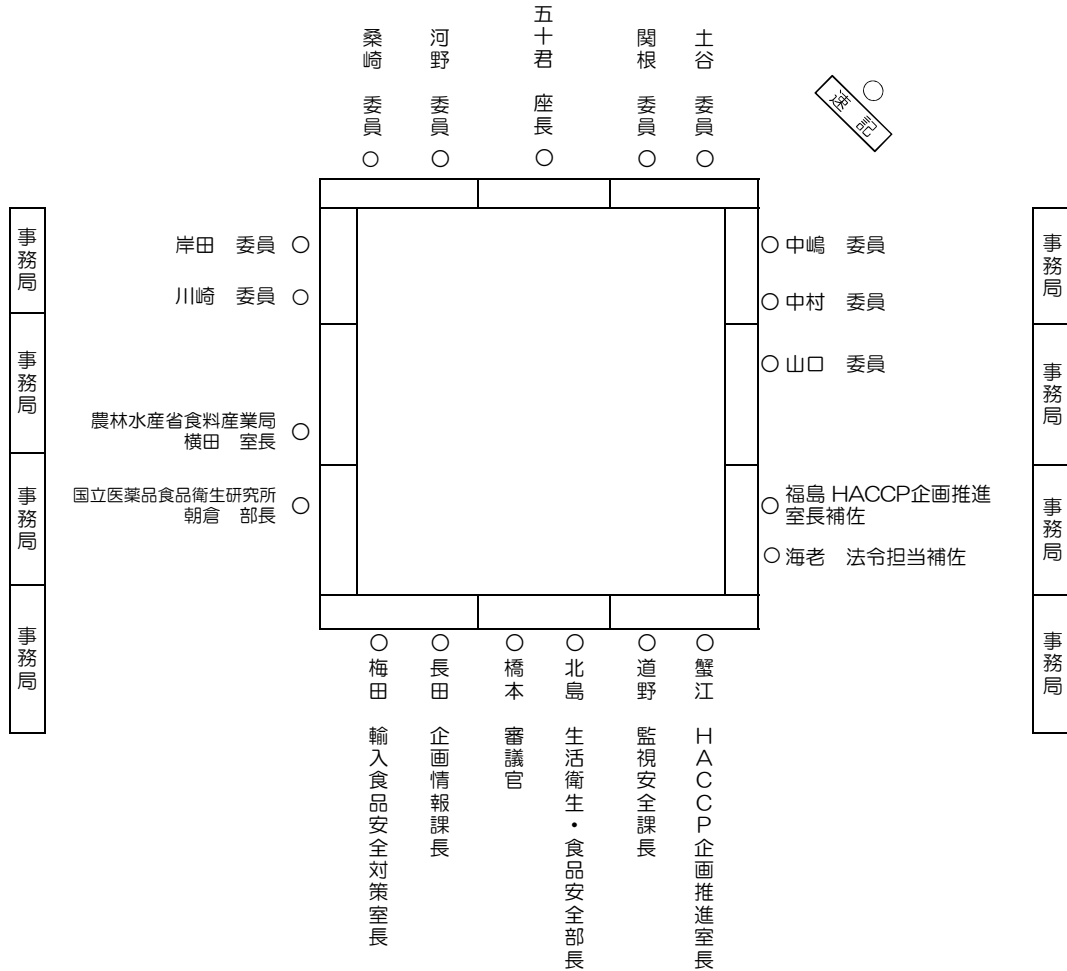 桑崎 委員
河野 委員
五十君 座長
関根 委員
土谷 委員
速記
岸田 委員
川崎 委員
農林水産省食料産業局
横田 室長
国立医薬品食品衛生研究所
朝倉 部長
中嶋 委員
中村 委員
山口 委員
福島 HACCP企画推進
室長補佐
海老 法令担当補佐
梅田 輸入食品安全対策室長
長田 企画情報課長
橋本 審議官
北島 生活衛生・食品安全部長
道野 監視安全課長
蟹江 HACCP企画推進室長
事務局
事務局
事務局
事務局
事務局
事務局
事務局
事務局